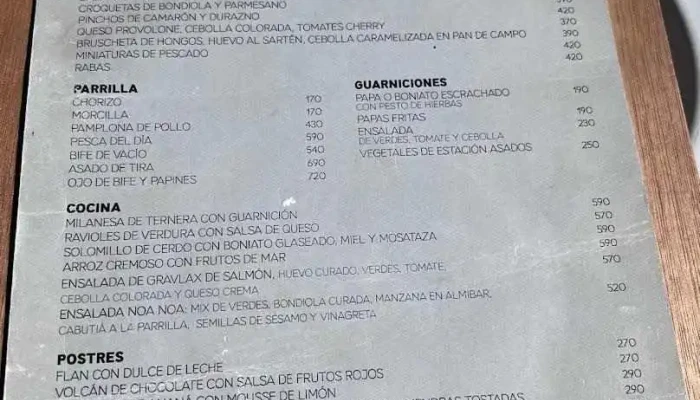 CROQUETAS DE BONDIOLA Y PARMESANO
PINCHOS DE CAMARÓN Y DURAZNO 420
QUESO PROVOLONE, CEBOLLA COLORADA, TOMATES CHERRY 370
BRUSCHETA DE HONGOS, HUEVO AL SARTÉN, CEBOLLA CARAMELIZADA EN PAN DE CAMPO 390
MINIATURAS DE PESCADO 420
RABAS 420
PARRILLA
CHORIZO 170
MORCILLA 170
PAMPLONA DE POLLO 430
PESCA DEL DÍA 590
BIFE DE VACÍO 540
ASADO DE TIRA 690
OJO DE BIFE Y PAPINES 720
GUARNICIONES
PAPA O BONIATO ESCRACHADO 190
CON PESTO DE HIERBAS
PAPAS FRITAS 190
ENSALADA 230
DE VERDES, TOMATE Y CEBOLLA
VEGETALES DE ESTACIÓN ASADOS 250
COCINA
MILANESA DE TERNERA CON GUARNICIÓN 590
RAVIOLES DE VERDURA CON SALSA DE QUESO 570
SOLOMILLO DE CERDO CON BONIATO GLASEADO, MIEL Y MOSATAZA 590
ARROZ CREMOSO CON FRUTOS DE MAR 590
ENSALADA DE GRAVLAX DE SALMÓN, HUEVO CURADO, VERDES, TOMATE, 570
CEBOLLA COLORADA Y QUESO CREMA
ENSALADA NOA NOA: MIX DE VERDES, BONDIOLA CURADA, MANZANA EN ALMIBAR, 520
CABUTIÁ A LA PARRILLA, SEMILLAS DE SÉSAMO Y VINAGRETA
POSTRES
FLAN CON DULCE DE LECHE 270
VOLCÁN DE CHOCOLATE CON SALSA DE FRUTOS ROJOS 270
CON MOUSSE DE LIMÓN 290
TOSTADAS 290